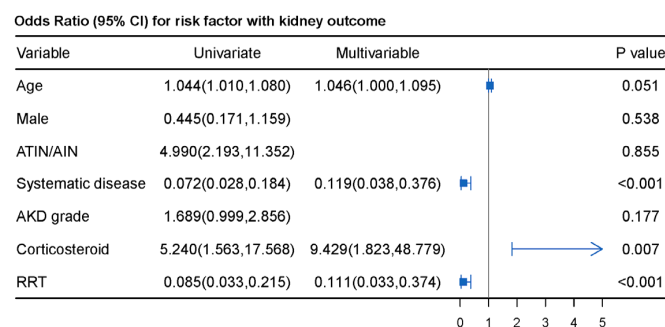 Odds Ratio (95% CI) for risk factor with kidney outcome
Variable Univariate Multivariable P value
Age 1.044(1.010,1.080) 1.046(1.000,1.095) 0.051
Male 0.445(0.171,1.159) 0.538
ATIN/AIN 4.990(2.193,11.352) 0.855
Systematic disease 0.072(0.028,0.184) 0.119(0.038,0.376) <0.001
AKD grade 1.689(0.999,2.856) 0.177
Corticosteroid 5.240(1.563,17.568) 9.429(1.823,48.779) 0.007
RRT 0.085(0.033,0.215) 0.111(0.033,0.374) <0.001
0 1 2 3 4 5